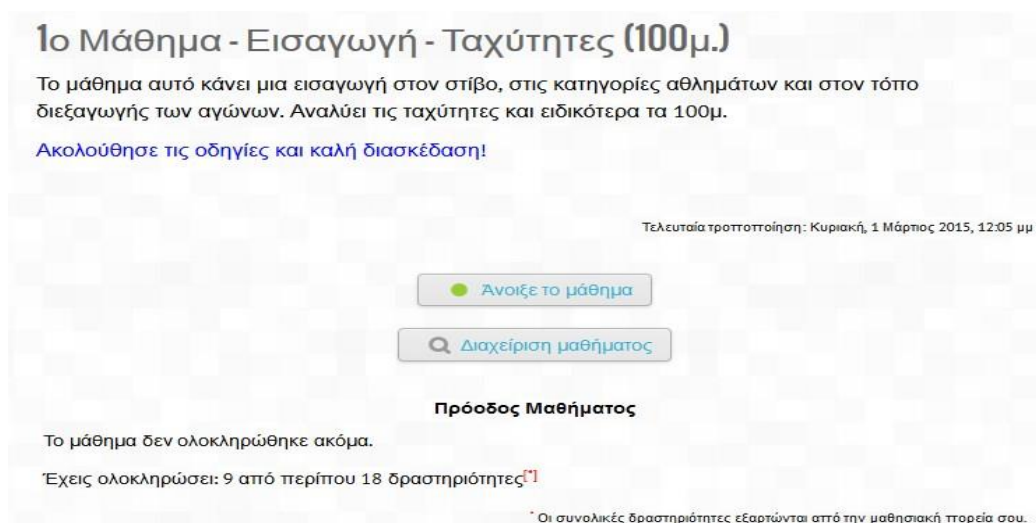 1ο Μάθημα - Εισαγωγή - Ταχύτητες (100μ.)
Το μάθημα αυτό κάνει μια εισαγωγή στον στίβο, στις κατηγορίες αθλημάτων και στον τόπο
διεξαγωγής των αγώνων. Αναλύει τις ταχύτητες και ειδικότερα τα 100μ.
Ακολούθησε τις οδηγίες και καλή διασκέδαση!
Τελευταία τροποποίηση: Κυριακή, 1 Μάρτιος 2015, 12:05 μμ
Άνοιξε το μάθημα
Διαχείριση μαθήματος
Πρόοδος Μαθήματος
Το μάθημα δεν ολοκληρώθηκε ακόμα.
Έχεις ολοκληρώσει: 9 από περίπου 18 δραστηριότητες[*]
* Οι συνολικές δραστηριότητες εξαρτώνται από την μαθησιακή πορεία σου.